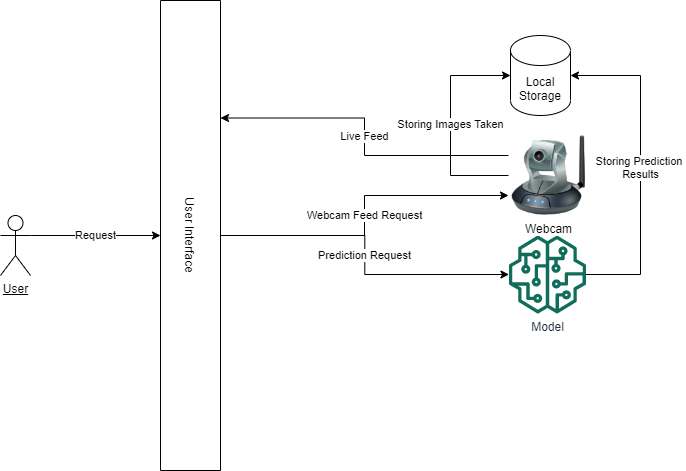 Local
Storage
Storing Images Taken
Live Feed
Storing Prediction
Results
User Interface
Webcam Feed Request
Webcam
Request
Prediction Request
User
Model